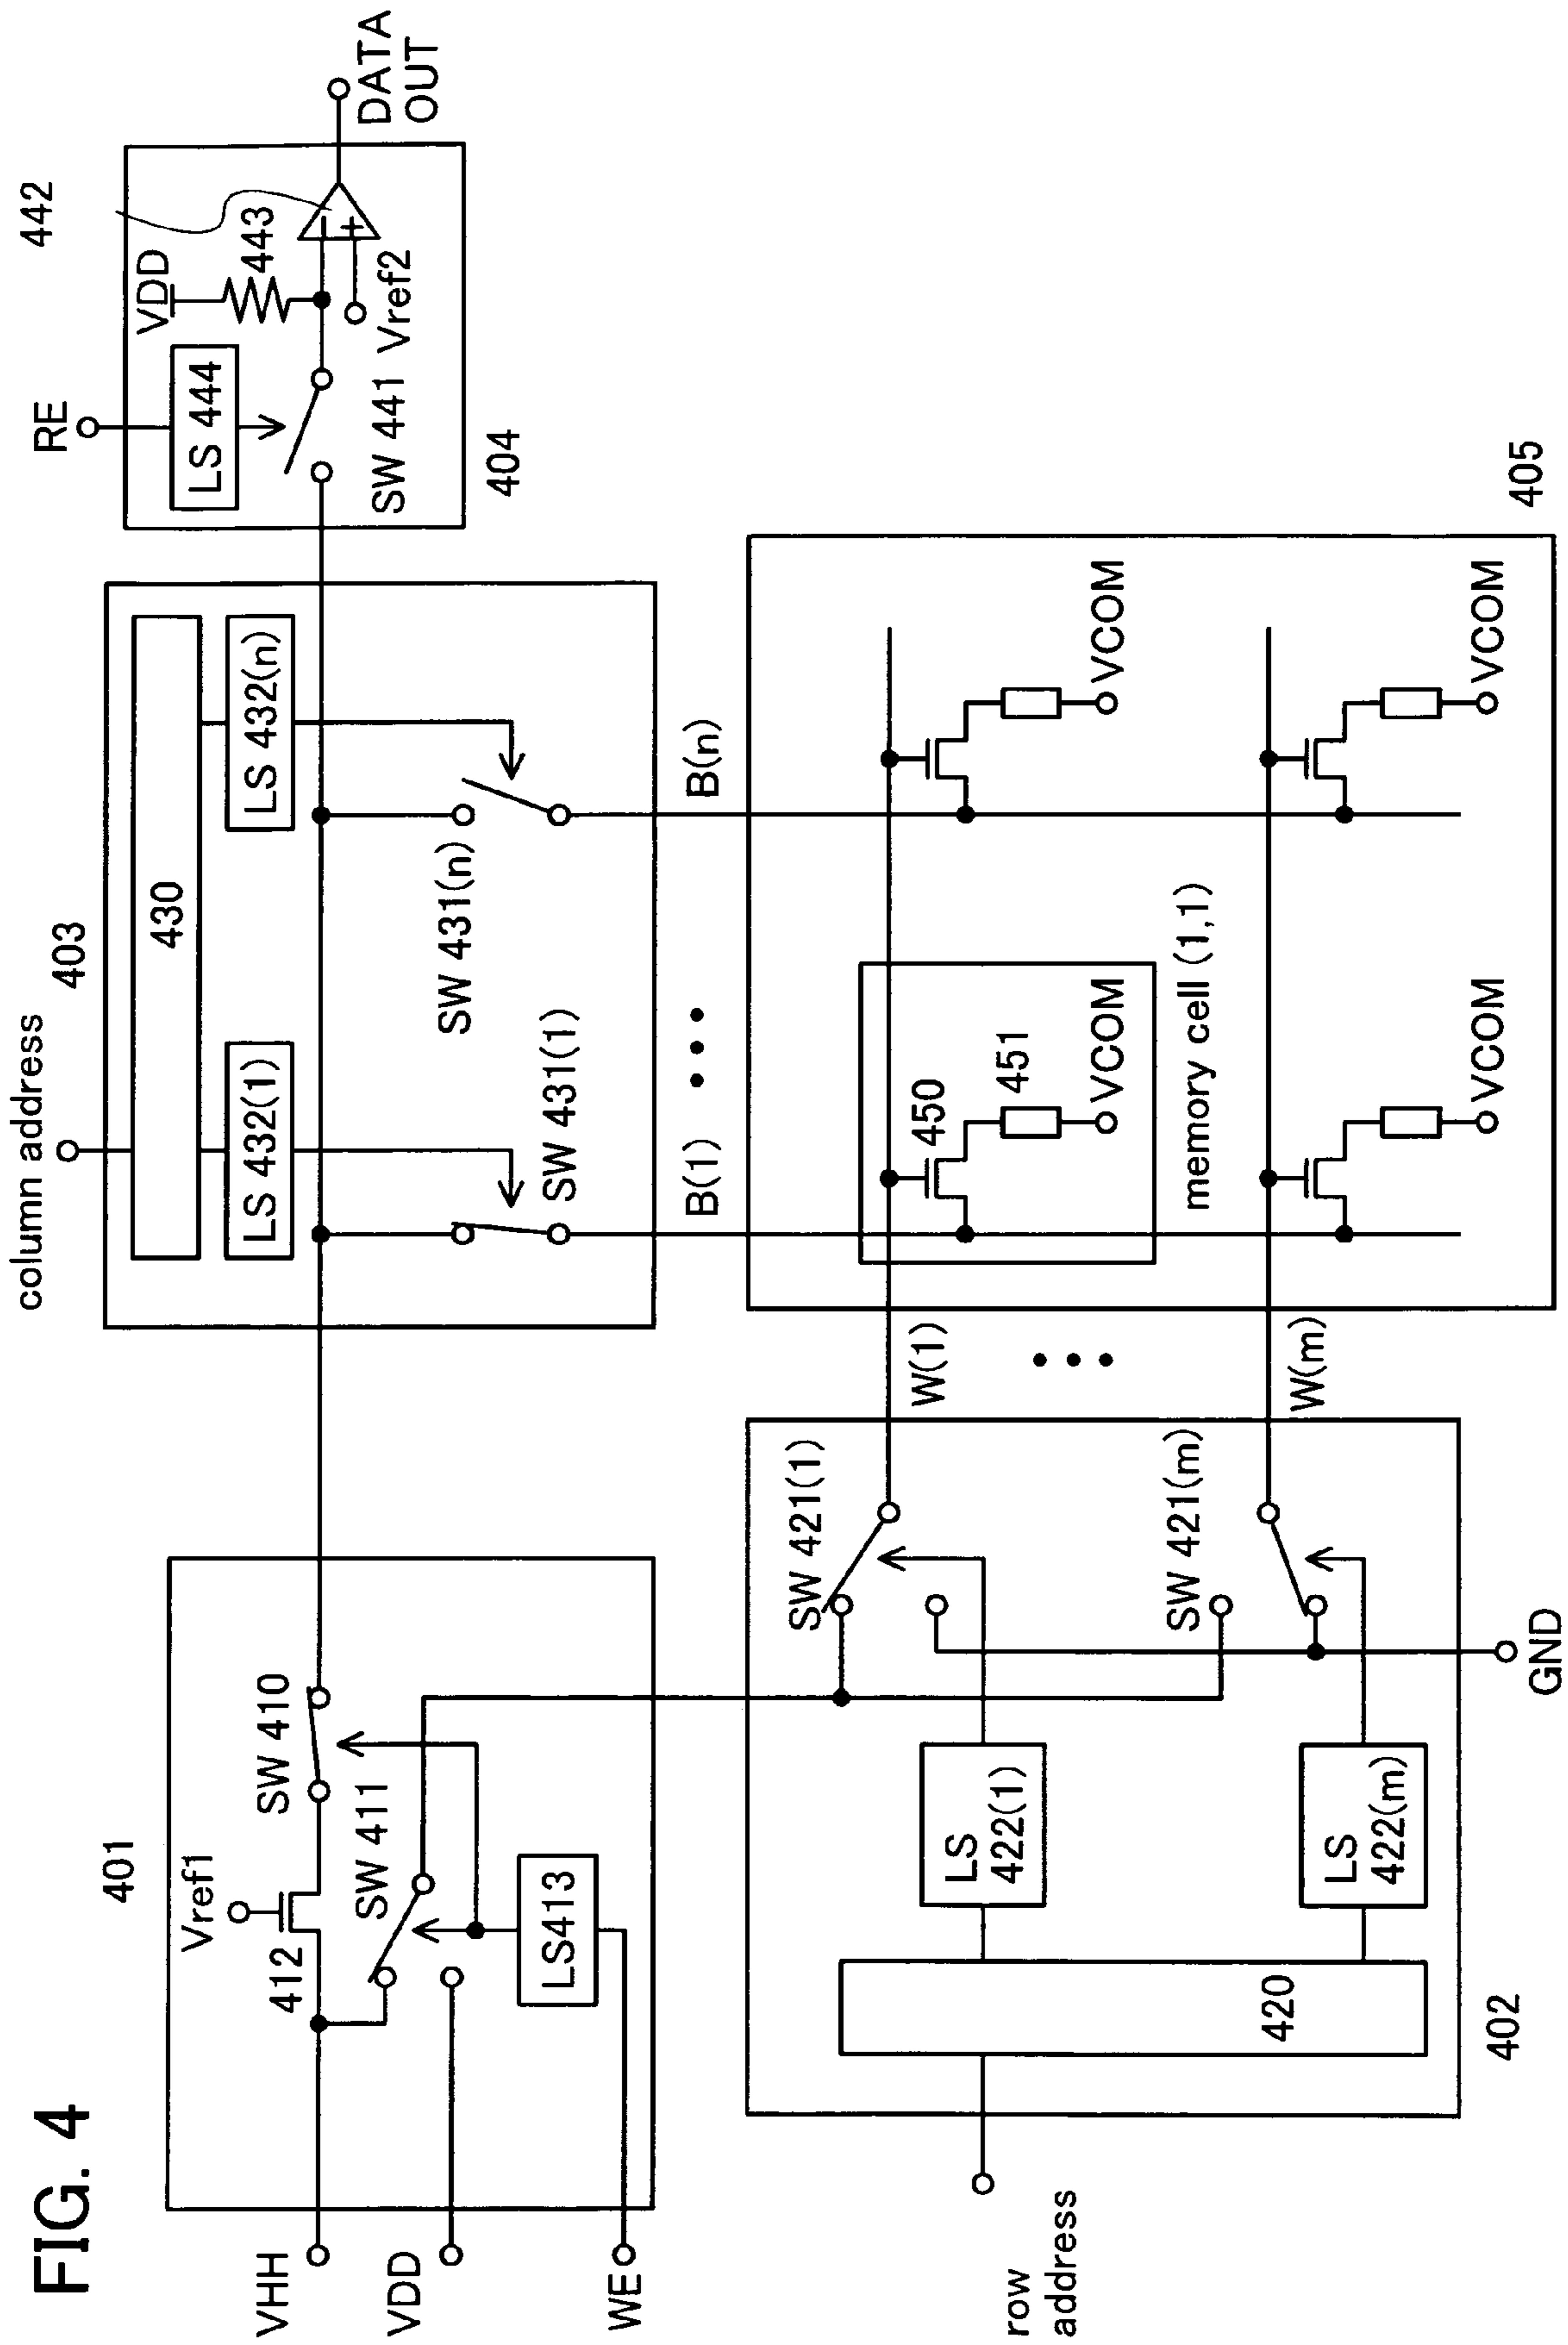 FIG. 4
VHH
VDD
WE
401
Vref1
412
SW 410
SW 411
LS413
column address
403
430
LS 432(1)
LS 432(n)
SW 431(1)
SW 431(n)
RE
LS 444
SW 441
VDD
443
442
Vref2
404
DATA
OUT
row
address
402
420
LS
422(1)
LS
422(m)
SW 421(1)
SW 421(m)
GND
W(1)
W(m)
B(1)
B(n)
405
450
451
VCOM
memory cell (1,1)
VCOM
VCOM
VCOM